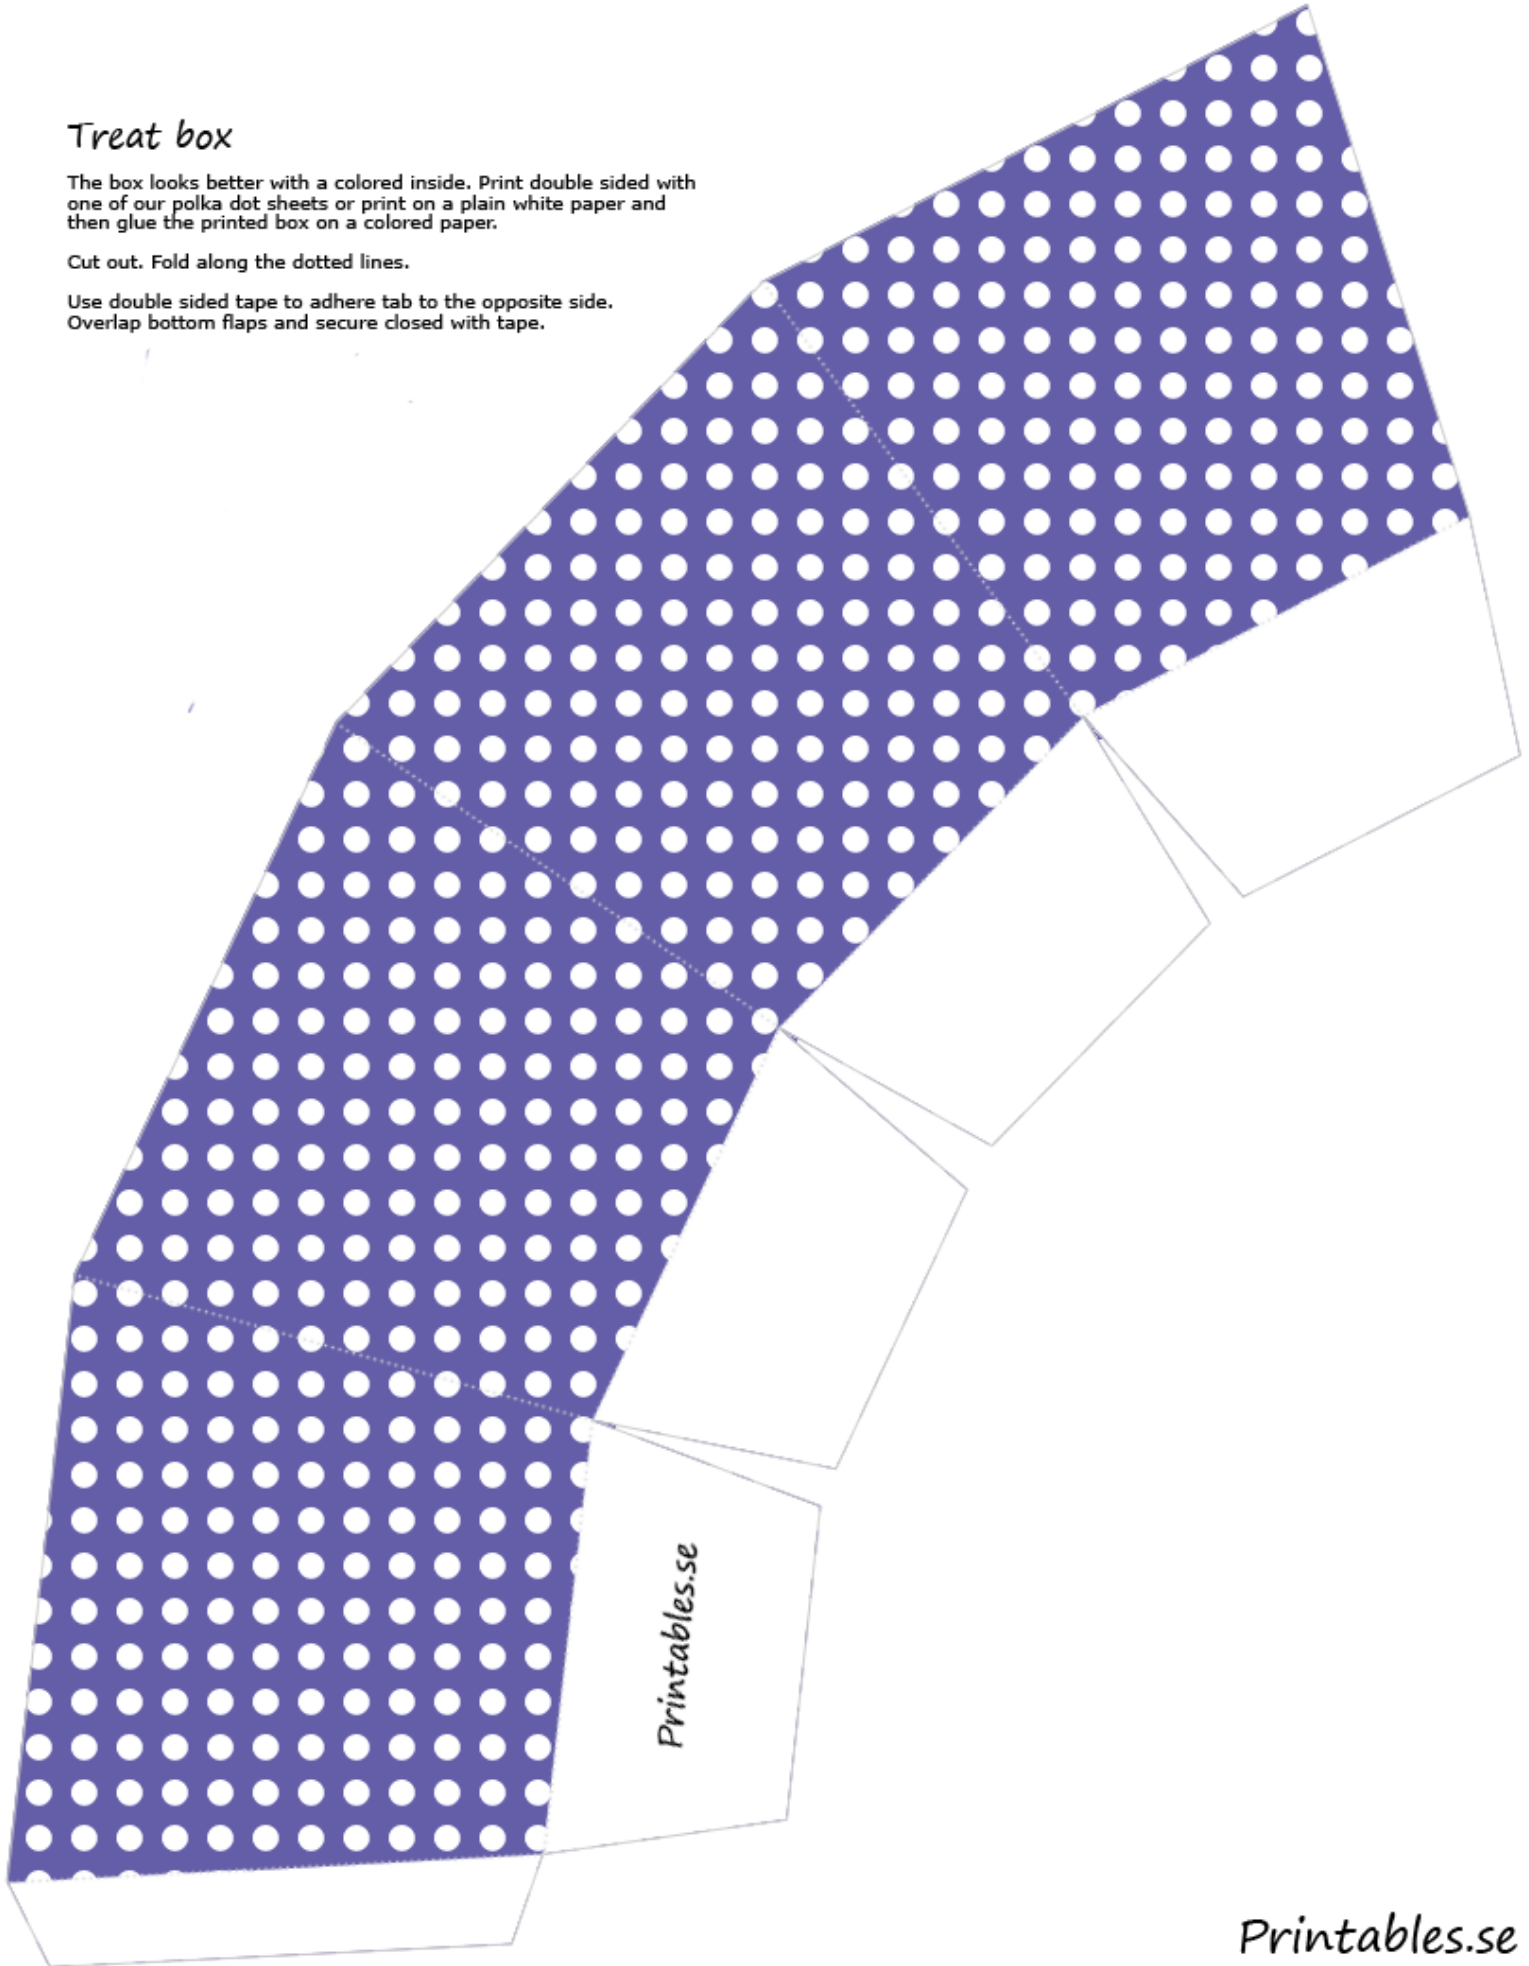 Treat box
The box looks better with a colored inside. Print double sided with
one of our polka dot sheets or print on a plain white paper and
then glue the printed box on a colored paper.
Cut out. Fold along the dotted lines.
Use double sided tape to adhere tab to the opposite side.
Overlap bottom flaps and secure closed with tape.
Printables.se
Printables.se